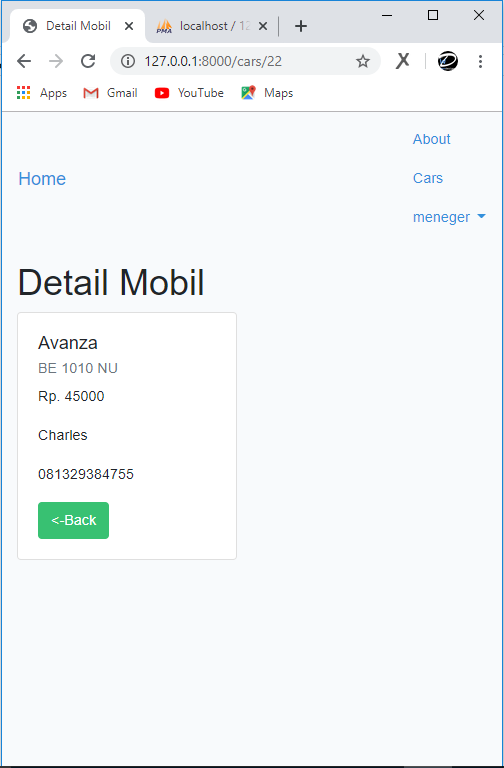 Detail Mobil
localhost / 12
127.0.0.1:8000/cars/22
X
Apps
Gmail
YouTube
Maps
About
Home
Cars
meneger
Detail Mobil
Avanza
BE 1010 NU
Rp. 45000
Charles
081329384755
<-Back